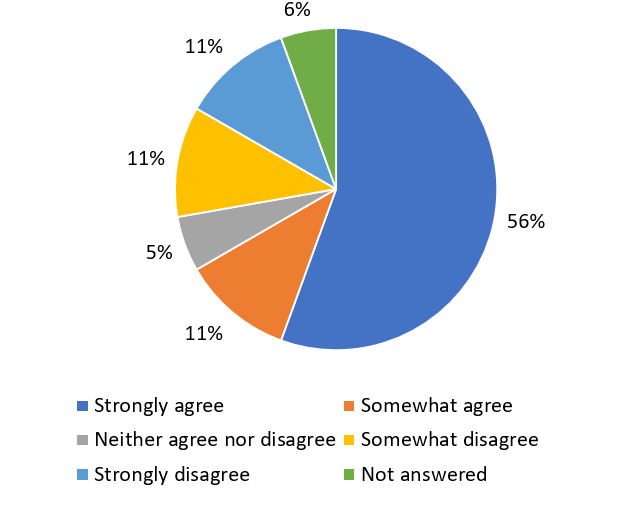 6%
11%
11%
56%
5%
11%
Strongly agree
Somewhat agree
Neither agree nor disagree
Somewhat disagree
Strongly disagree
Not answered